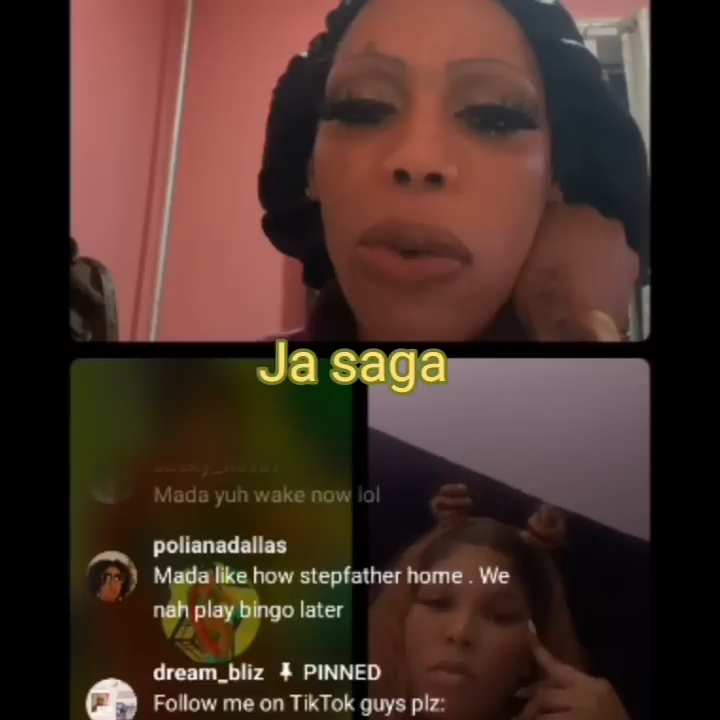 Ja saga
Mada yuh wake now lol
polianadallas
Mada like how stepfather home . We
nah play bingo later
dream_bliz PINNED
Follow me on TikTok guys plz: